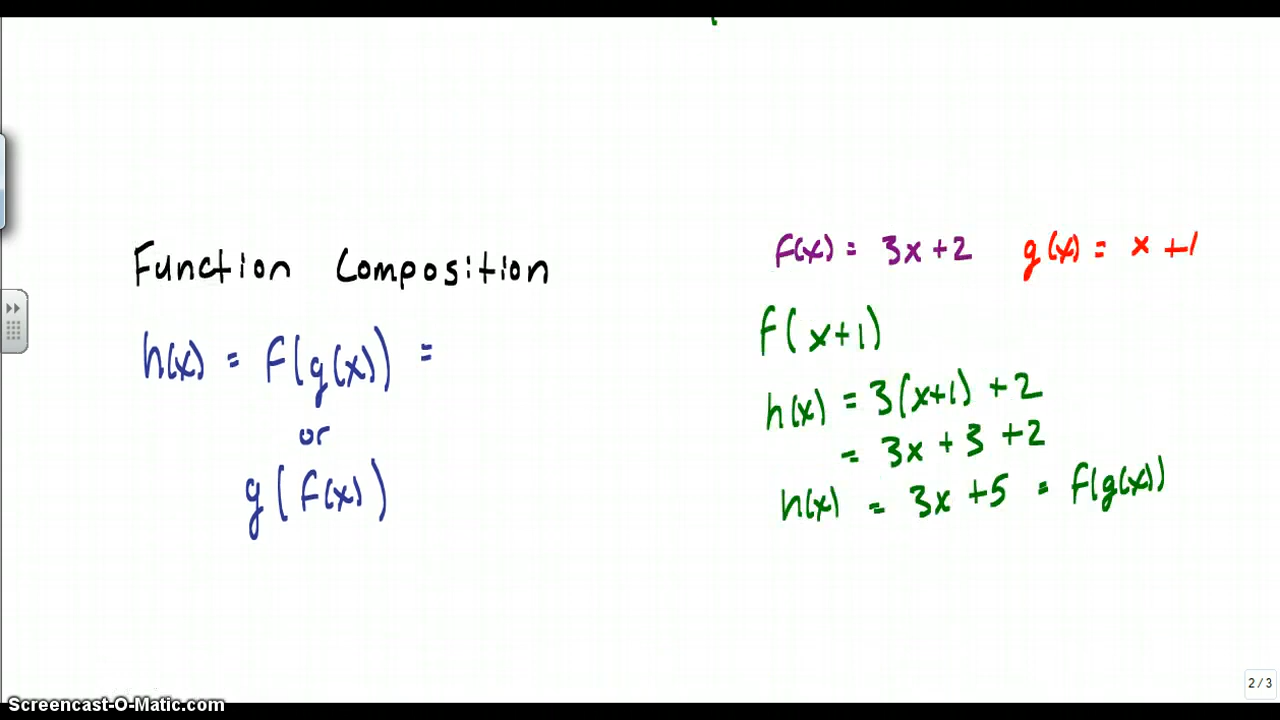 Function Composition
h(x) = f(g(x)) =
or
g(f(x))
f(x) = 3x+2 g(x) = x+1
f(x+1)
h(x) = 3(x+1) +2
= 3x +3 +2
h(x) = 3x +5 = f(g(x))
2/3
Screencast-O-Matic.com